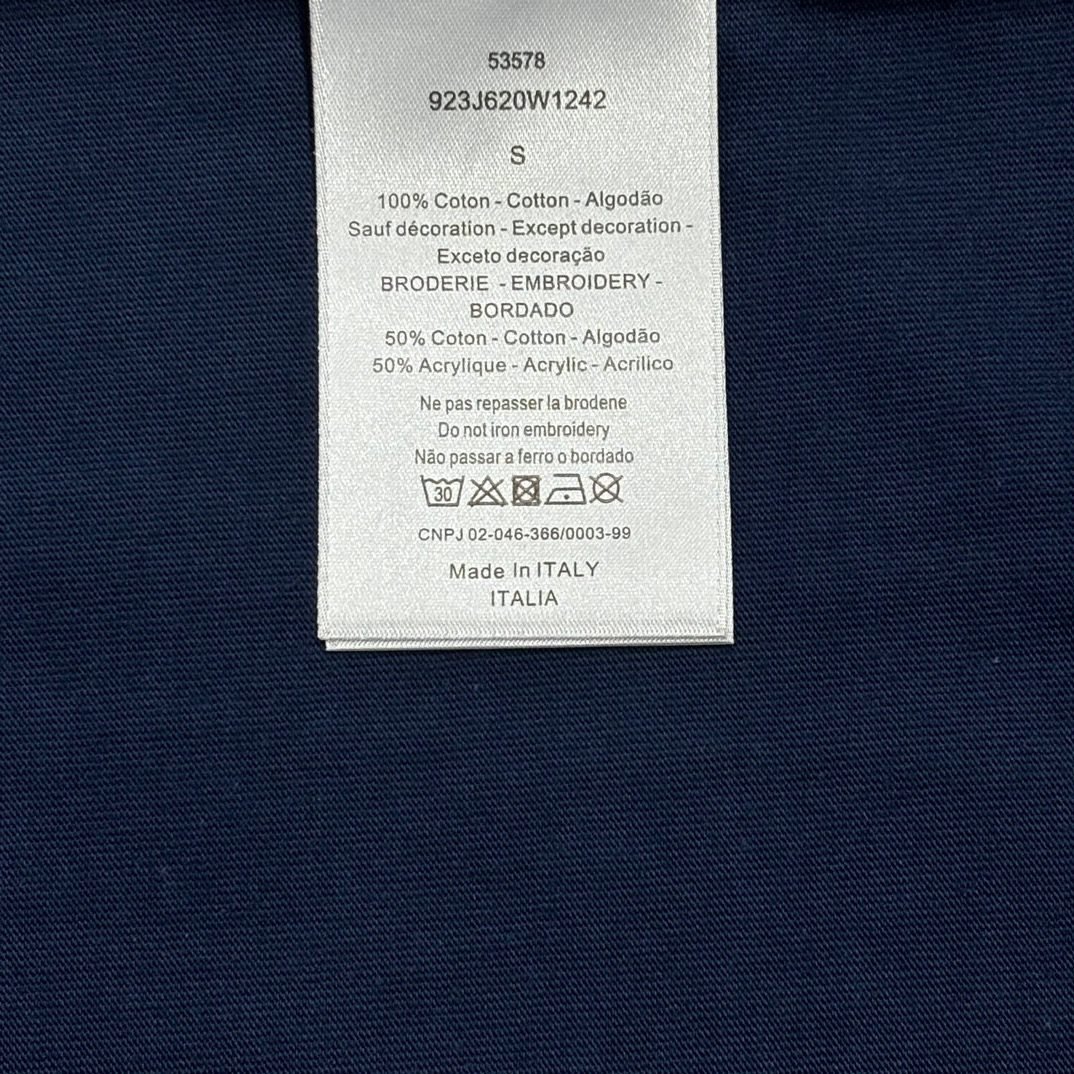 53578
923J620W1242
S
100% Coton - Cotton - Algodão
Sauf décoration - Except decoration -
Exceto decoração
BRODERIE - EMBROIDERY -
BORDADO
50% Coton - Cotton - Algodão
50% Acrylique - Acrylic - Acrilico
Ne pas repasser la brodene
Do not iron embroidery
Não passar a ferro o bordado
30
CNPJ 02-046-366/0003-99
Made In ITALY
ITALIA